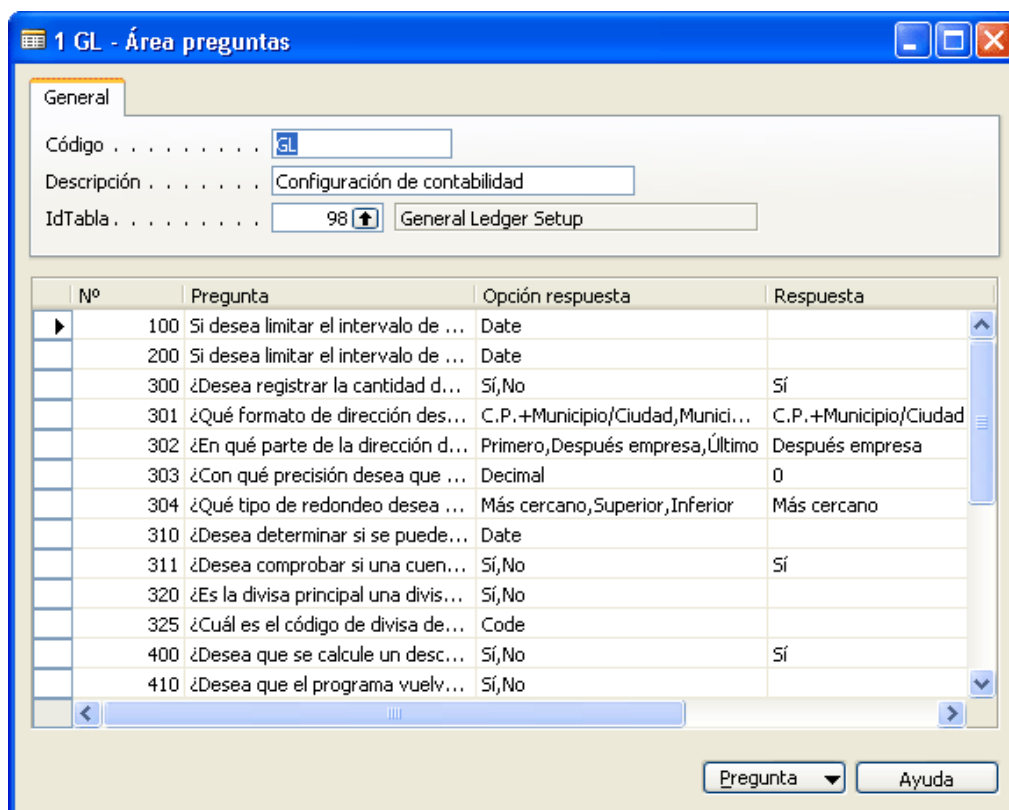 1 GL - Área preguntas
General
Código . . . . . . . . . GL
Descripción . . . . . . . Configuración de contabilidad
IdTabla . . . . . . . . . 98 General Ledger Setup
Nº Pregunta Opción respuesta Respuesta
100 Si desea limitar el intervalo de ... Date
200 Si desea limitar el intervalo de ... Date
300 ¿Desea registrar la cantidad d... Sí,No Sí
301 ¿Qué formato de dirección des... C.P.+Municipio/Ciudad,Munici... C.P.+Municipio/Ciudad
302 ¿En qué parte de la dirección d... Primero,Después empresa,Último Después empresa
303 ¿Con qué precisión desea que ... Decimal 0
304 ¿Qué tipo de redondeo desea ... Más cercano,Superior,Inferior Más cercano
310 ¿Desea determinar si se puede... Date
311 ¿Desea comprobar si una cuen... Sí,No Sí
320 ¿Es la divisa principal una divis... Sí,No
325 ¿Cuál es el código de divisa de... Code
400 ¿Desea que se calcule un desc... Sí,No Sí
410 ¿Desea que el programa vuelv... Sí,No
Pregunta Ayuda